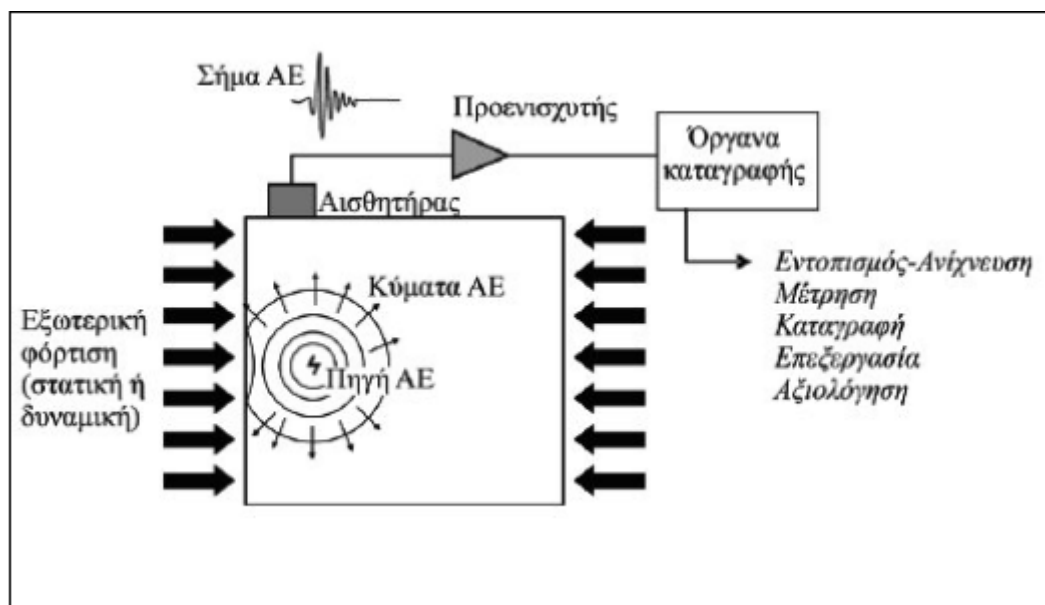 Σήμα ΑΕ
Προενισχυτής
Όργανα
καταγραφής
Αισθητήρας
Κύματα ΑΕ
Πηγή ΑΕ
Εξωτερική
φόρτιση
(στατική ή
δυναμική)
Εντοπισμός-Ανίχνευση
Μέτρηση
Καταγραφή
Επεξεργασία
Αξιολόγηση